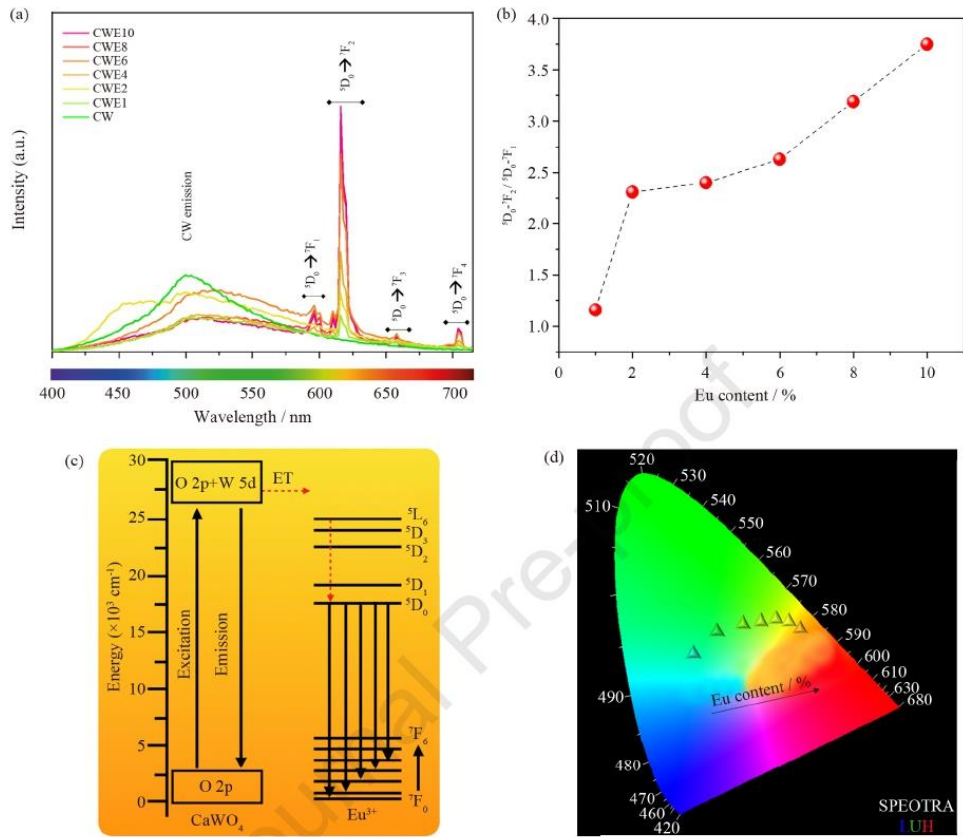 (a)
CWE10
CWE8
CWE6
CWE4
CWE2
CWE1
CW
CW emission
⁵D₀➔⁷F₁
⁵D₀➔⁷F₂
⁵D₀➔⁷F₃
⁵D₀➔⁷F₄
Intensity (a.u.)
400 450 500 550 600 650 700
Wavelength / nm
(b)
4.0
3.5
3.0
2.5
2.0
1.5
1.0
⁵D₀-⁷F₂ / ⁵D₀-⁷F₁
0 2 4 6 8 10
Eu content / %
(c)
30
25
20
15
10
5
0
Energy (×10³ cm⁻¹)
O 2p+W 5d
ET
Excitation
Emission
O 2p
CaWO₄
⁵L₆
⁵D₃
⁵D₂
⁵D₁
⁵D₀
⁷F₆
⁷F₀
Eu³⁺
(d)
520
530
540
550
560
570
580
590
600
610
630
680
510
490
480
470
460
420
Eu content / %
SPEOTRA
LUH
Journal Pre-proof